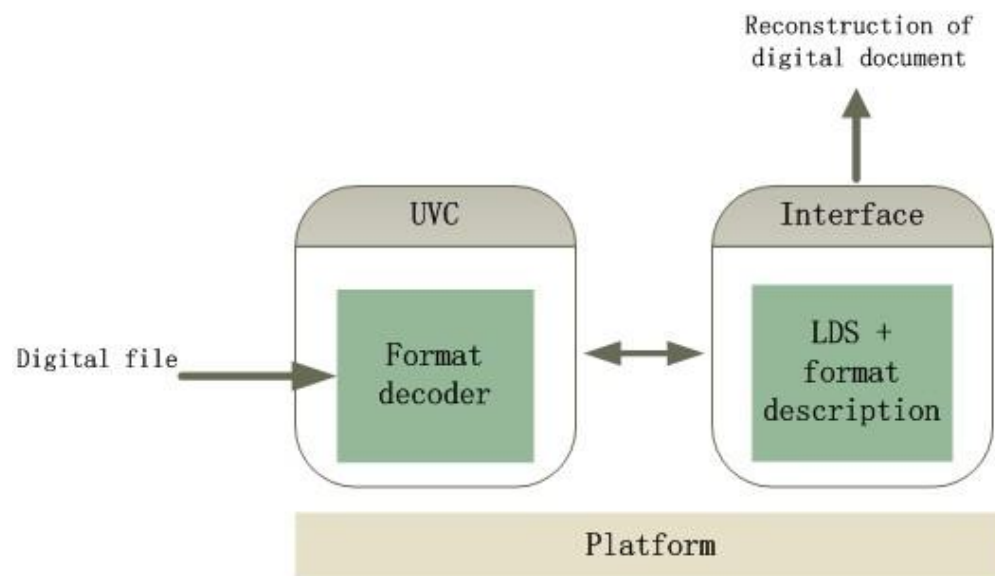 Reconstruction of
digital document
UVC
Interface
Digital file
Format
decoder
LDS +
format
description
Platform